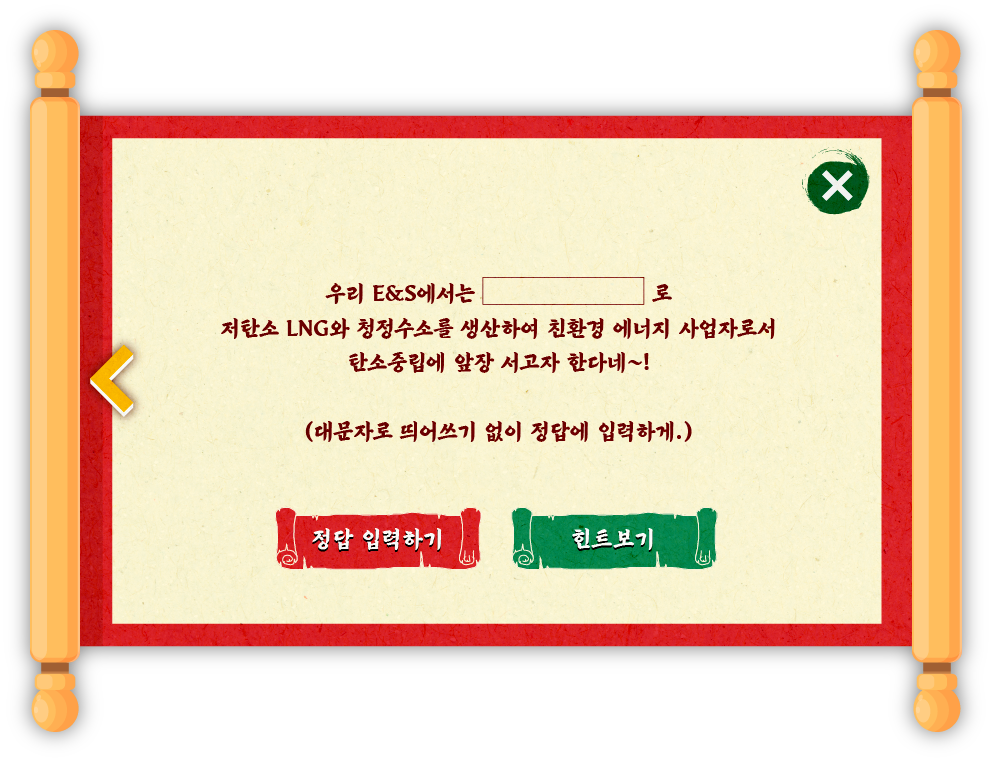 우리 E&S에서는 로
저탄소 LNG와 청정수소를 생산하여 친환경 에너지 사업자로서
탄소중립에 앞장 서고자 한다네~!
(대문자로 띄어쓰기 없이 정답에 입력하게.)
정답 입력하기
힌트보기